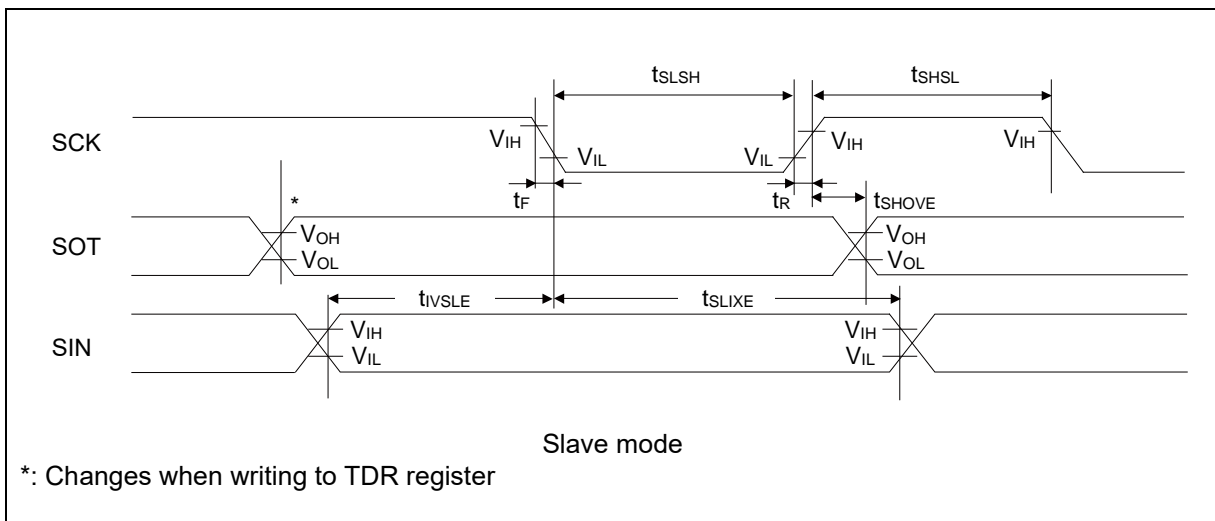 tSLSH tSHSL
SCK VIH VIL VIL VIH VIH
tF tR tSHOVE
*
SOT VOH VOH
VOL VOL
tIVSLE tSLIXE
SIN VIH VIH
VIL VIL
Slave mode
*: Changes when writing to TDR register